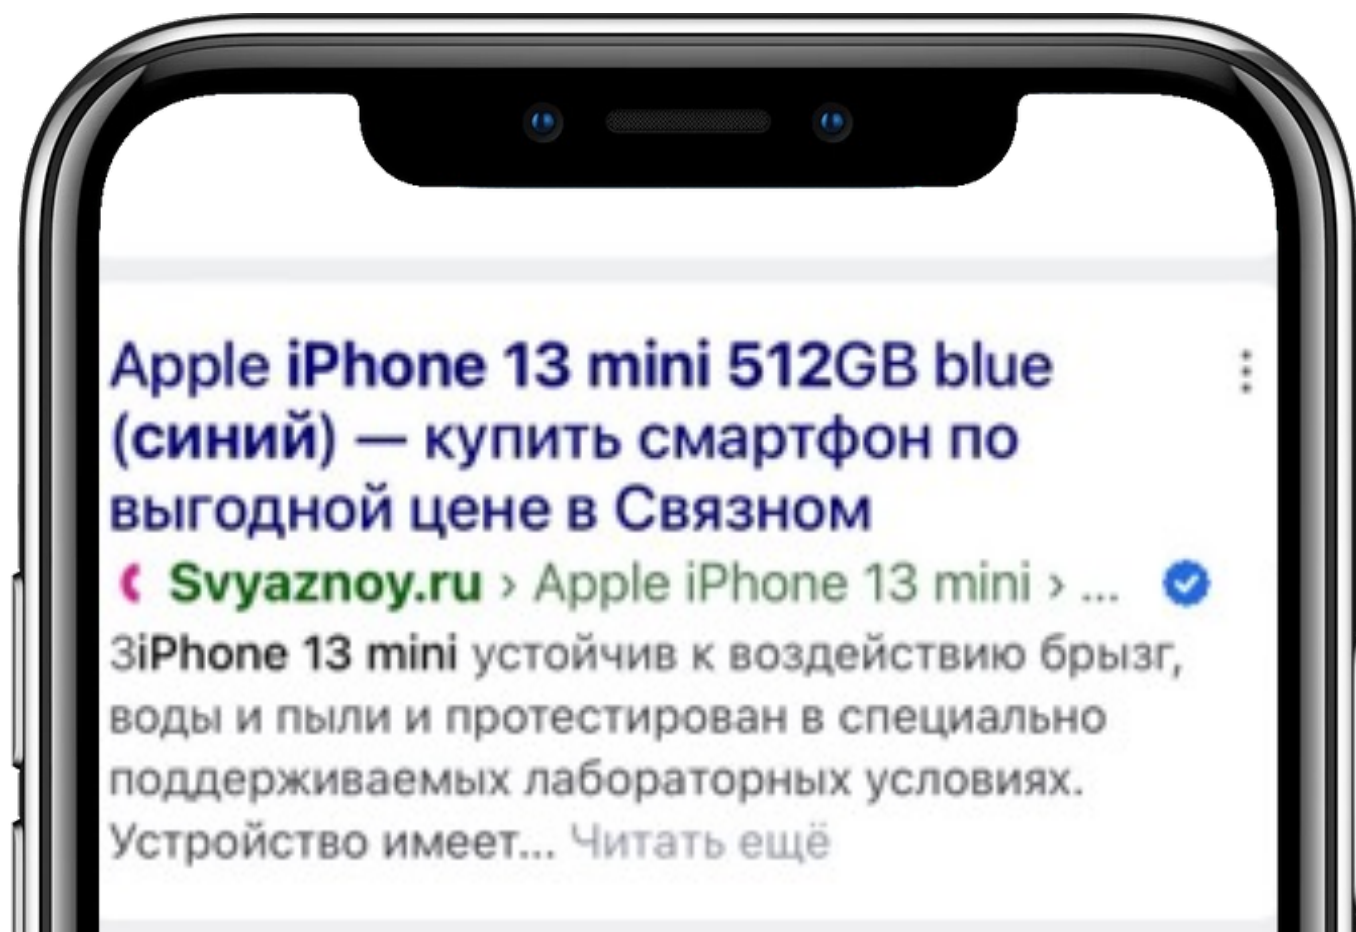 Apple iPhone 13 mini 512GB blue
(синий) — купить смартфон по
выгодной цене в Связном
Svyaznoy.ru › Apple iPhone 13 mini › ...
3iPhone 13 mini устойчив к воздействию брызг,
воды и пыли и протестирован в специально
поддерживаемых лабораторных условиях.
Устройство имеет... Читать ещё